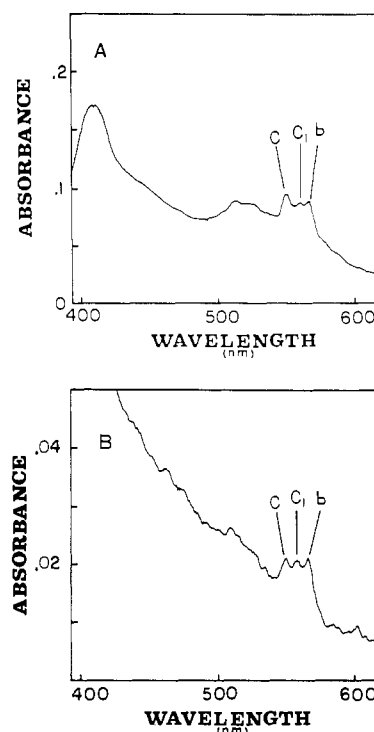 A
.2
.1
0
C C₁ b
400 500 600
ABSORBANCE
WAVELENGTH
(nm)
B
.04
.02
0
C C₁ b
400 500 600
ABSORBANCE
WAVELENGTH
(nm)